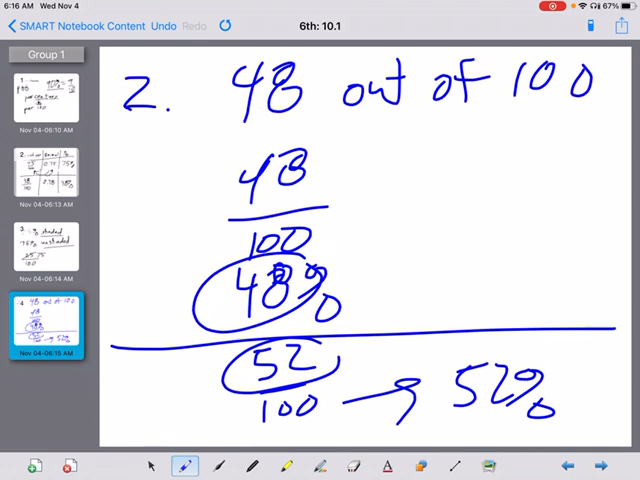 6:16 AM Wed Nov 4
67%
SMART Notebook Content
Undo
Redo
6th: 10.1
Group 1
Nov 04-06:10 AM
Nov 04-06:13 AM
Nov 04-06:14 AM
Nov 04-06:15 AM
2. 48 out of 100
48
100
48%
52
100 → 52%